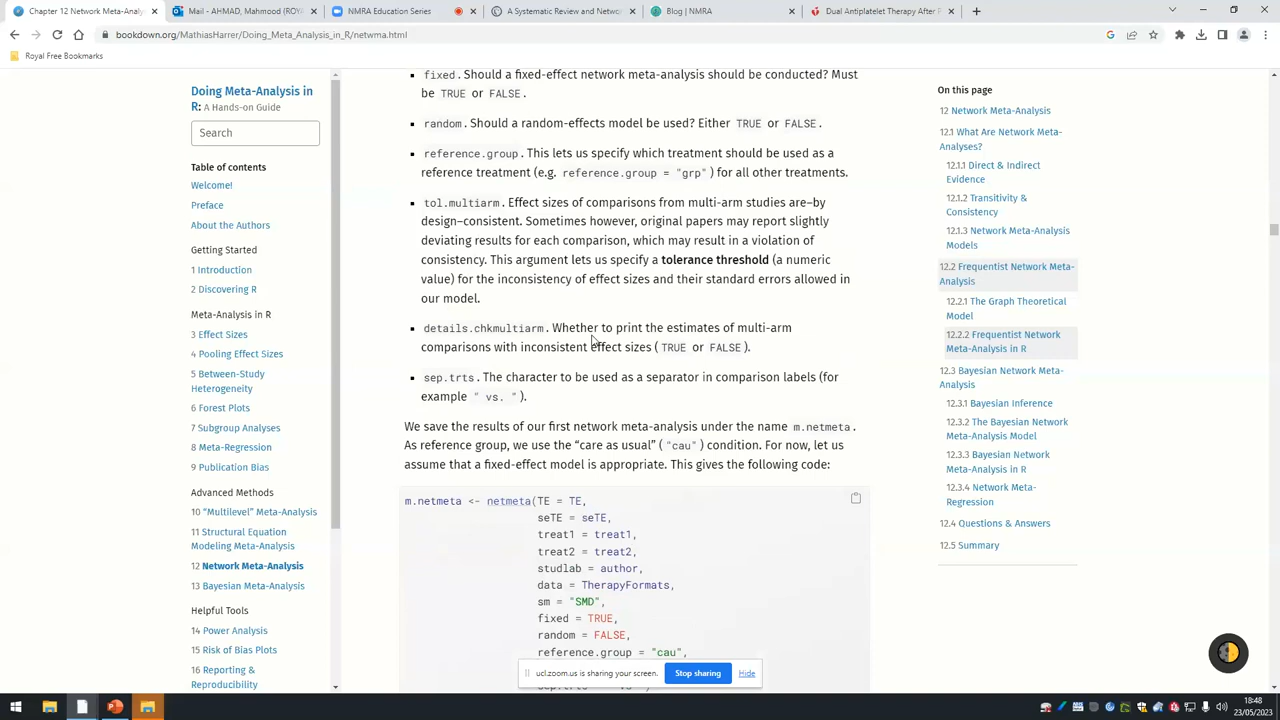 Chapter 12 Network Meta-Analys
Mail - AHMAD, Mahmood (ROYA
NMRA Education Series
A Systematic Review and Networ
Blog | NMRA
Dual Antiplatelet Therapy After P
bookdown.org/MathiasHarrer/Doing_Meta_Analysis_in_R/netwma.html
Royal Free Bookmarks
Doing Meta-Analysis in
R: A Hands-on Guide
Search
Table of contents
Welcome!
Preface
About the Authors
Getting Started
1 Introduction
2 Discovering R
Meta-Analysis in R
3 Effect Sizes
4 Pooling Effect Sizes
5 Between-Study
Heterogeneity
6 Forest Plots
7 Subgroup Analyses
8 Meta-Regression
9 Publication Bias
Advanced Methods
10 “Multilevel” Meta-Analysis
11 Structural Equation
Modeling Meta-Analysis
12 Network Meta-Analysis
13 Bayesian Meta-Analysis
Helpful Tools
14 Power Analysis
15 Risk of Bias Plots
16 Reporting &
Reproducibility
fixed. Should a fixed-effect network meta-analysis should be conducted? Must
be TRUE or FALSE.
random. Should a random-effects model be used? Either TRUE or FALSE.
reference.group. This lets us specify which treatment should be used as a
reference treatment (e.g. reference.group = "grp") for all other treatments.
tol.multiarm. Effect sizes of comparisons from multi-arm studies are–by
design–consistent. Sometimes however, original papers may report slightly
deviating results for each comparison, which may result in a violation of
consistency. This argument lets us specify a tolerance threshold (a numeric
value) for the inconsistency of effect sizes and their standard errors allowed in
our model.
details.chkmultiarm. Whether to print the estimates of multi-arm
comparisons with inconsistent effect sizes (TRUE or FALSE).
sep.trts. The character to be used as a separator in comparison labels (for
example " vs. ").
We save the results of our first network meta-analysis under the name m.netmeta.
As reference group, we use the “care as usual” ("cau") condition. For now, let us
assume that a fixed-effect model is appropriate. This gives the following code:
m.netmeta <- netmeta(TE = TE,
seTE = seTE,
treat1 = treat1,
treat2 = treat2,
studlab = author,
data = TherapyFormats,
sm = "SMD",
fixed = TRUE,
random = FALSE,
reference.group = "cau",
On this page
12 Network Meta-Analysis
12.1 What Are Network Meta-
Analyses?
12.1.1 Direct & Indirect
Evidence
12.1.2 Transitivity &
Consistency
12.1.3 Network Meta-Analysis
Models
12.2 Frequentist Network Meta-
Analysis
12.2.1 The Graph Theoretical
Model
12.2.2 Frequentist Network
Meta-Analysis in R
12.3 Bayesian Network Meta-
Analysis
12.3.1 Bayesian Inference
12.3.2 The Bayesian Network
Meta-Analysis Model
12.3.3 Bayesian Network
Meta-Analysis in R
12.3.4 Network Meta-
Regression
12.4 Questions & Answers
12.5 Summary
ucl.zoom.us is sharing your screen.
Stop sharing
Hide
18:48
23/05/2023